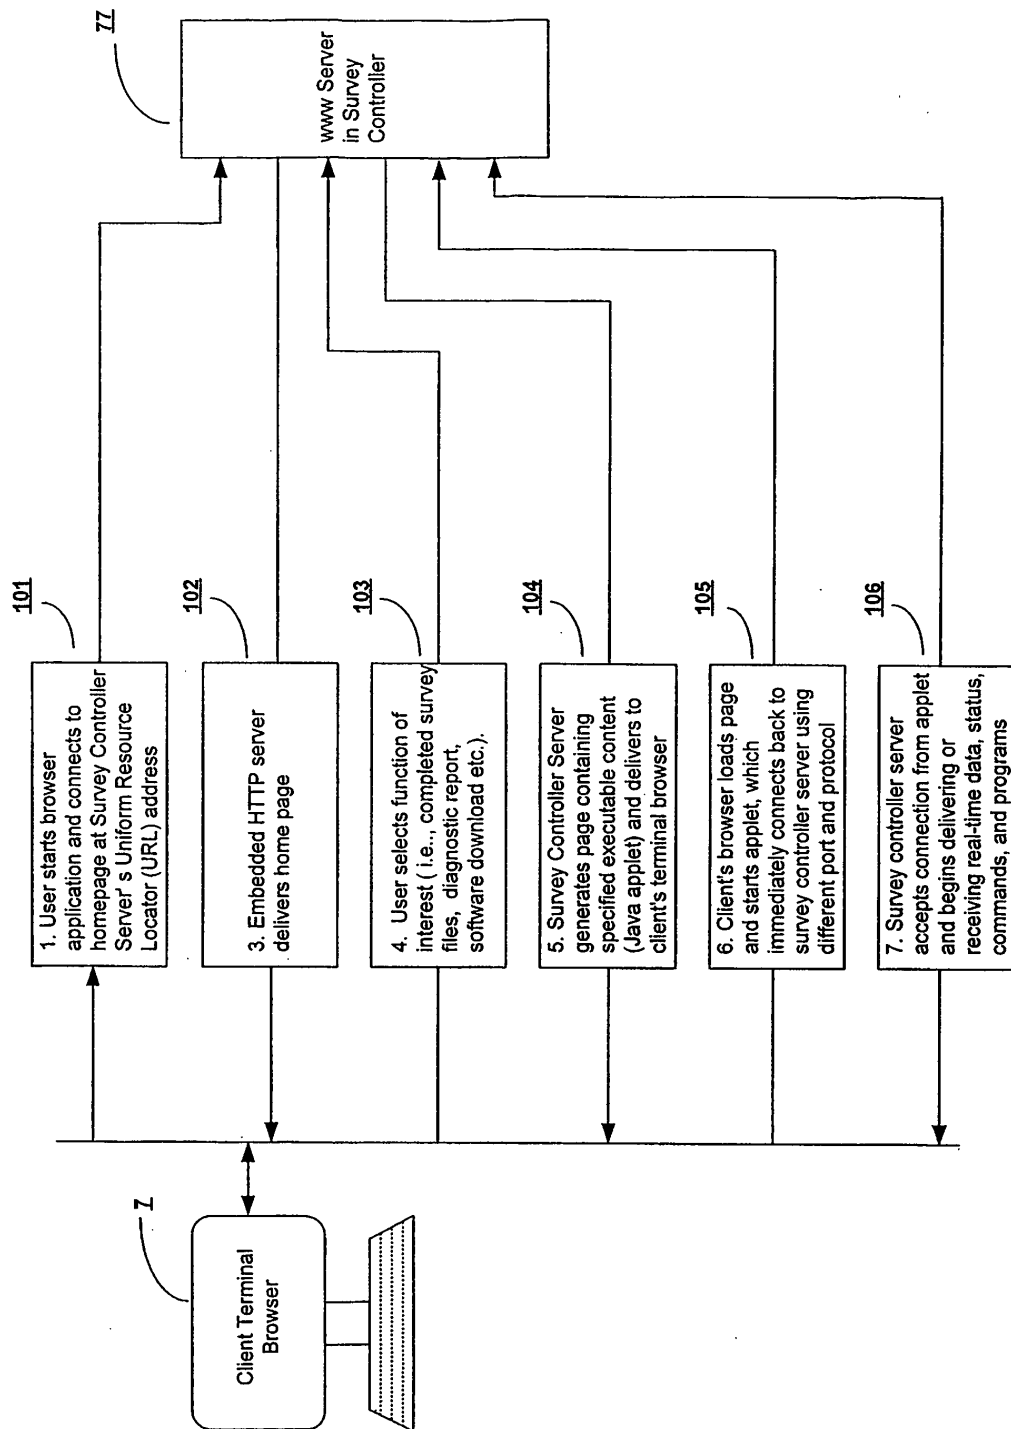 77
www Server
in Survey
Controller
101
1. User starts browser
application and connects to
homepage at Survey Controller
Server's Uniform Resource
Locator (URL) address
102
3. Embedded HTTP server
delivers home page
103
4. User selects function of
interest ( i.e., completed survey
files, diagnostic report,
software download etc.).
104
5. Survey Controller Server
generates page containing
specified executable content
(Java applet) and delivers to
client's terminal browser
105
6. Client's browser loads page
and starts applet, which
immediately connects back to
survey controller server using
different port and protocol
106
7. Survey controller server
accepts connection from applet
and begins delivering or
receiving real-time data, status,
commands, and programs
7
Client Terminal
Browser